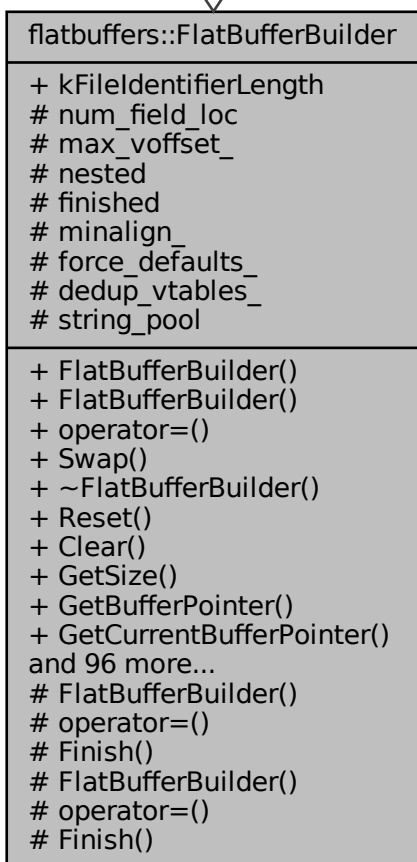 flatbuffers::FlatBufferBuilder
+ kFileIdentifierLength
# num_field_loc
# max_voffset_
# nested
# finished
# minalign_
# force_defaults_
# dedup_vtables_
# string_pool
+ FlatBufferBuilder()
+ FlatBufferBuilder()
+ operator=()
+ Swap()
+ ~FlatBufferBuilder()
+ Reset()
+ Clear()
+ GetSize()
+ GetBufferPointer()
+ GetCurrentBufferPointer()
and 96 more...
# FlatBufferBuilder()
# operator=()
# Finish()
# FlatBufferBuilder()
# operator=()
# Finish()